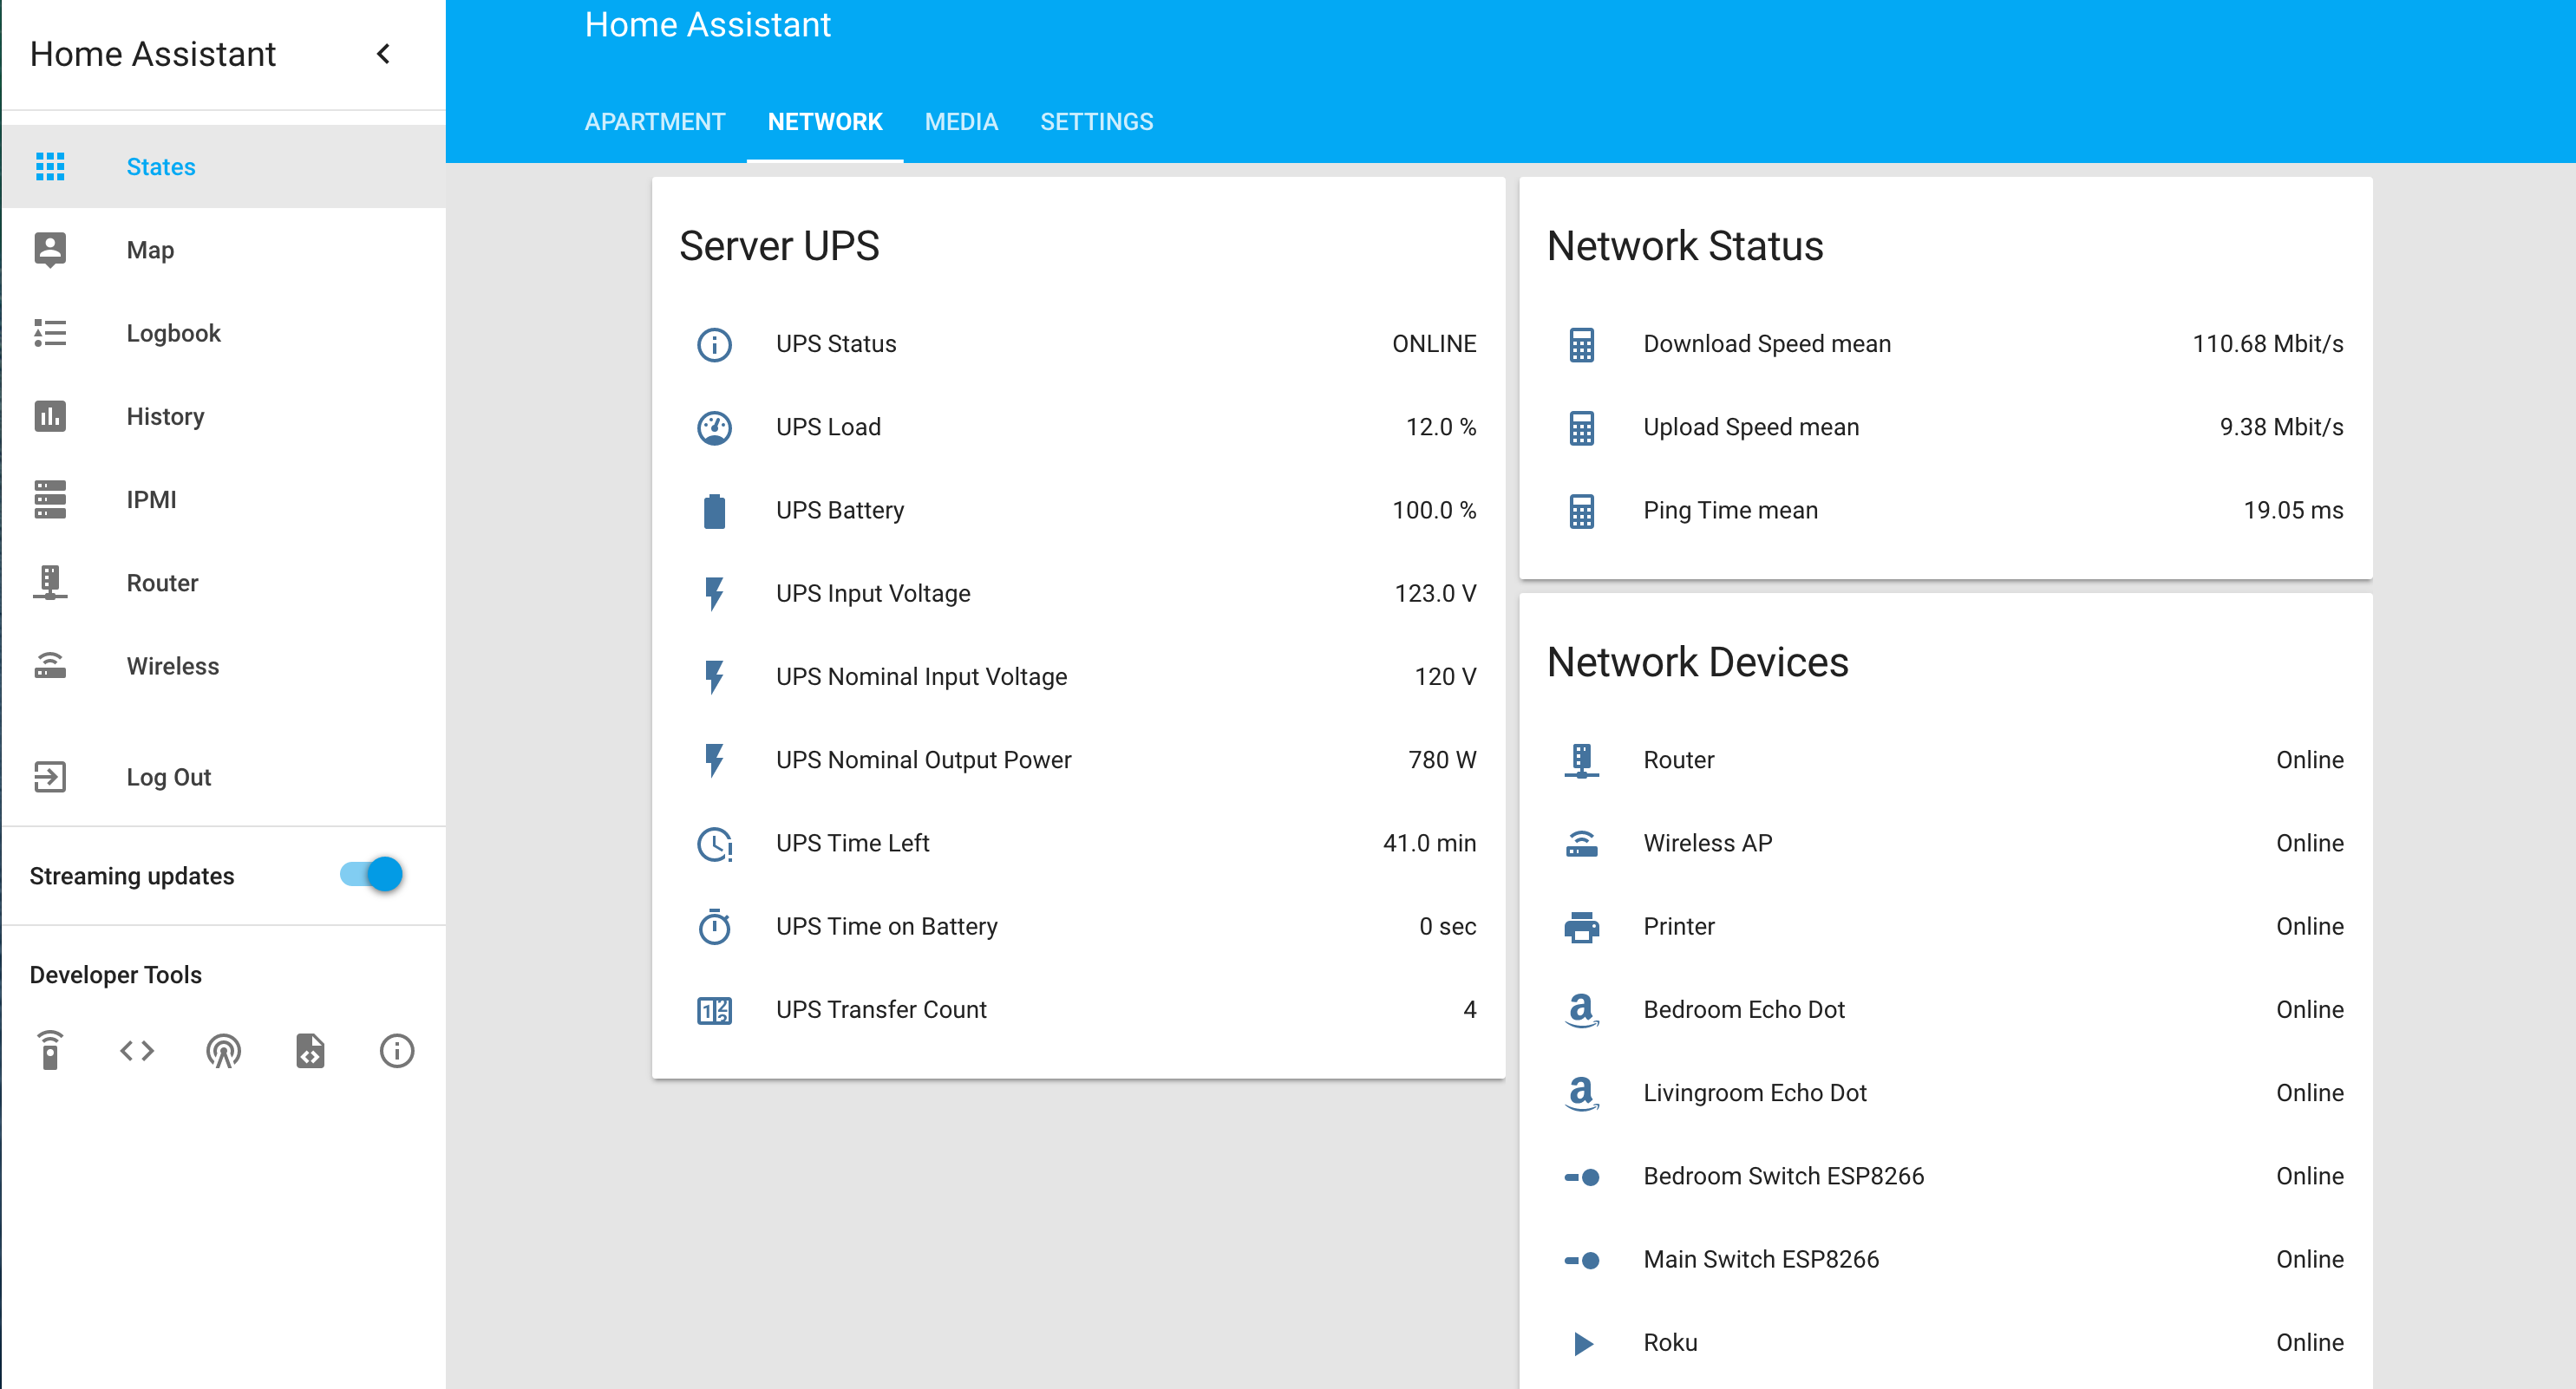 Home Assistant
States
Map
Logbook
History
IPMI
Router
Wireless
Log Out
Streaming updates
Developer Tools
Home Assistant
APARTMENT NETWORK MEDIA SETTINGS
Server UPS
UPS Status ONLINE
UPS Load 12.0 %
UPS Battery 100.0 %
UPS Input Voltage 123.0 V
UPS Nominal Input Voltage 120 V
UPS Nominal Output Power 780 W
UPS Time Left 41.0 min
UPS Time on Battery 0 sec
UPS Transfer Count 4
Network Status
Download Speed mean 110.68 Mbit/s
Upload Speed mean 9.38 Mbit/s
Ping Time mean 19.05 ms
Network Devices
Router Online
Wireless AP Online
Printer Online
Bedroom Echo Dot Online
Livingroom Echo Dot Online
Bedroom Switch ESP8266 Online
Main Switch ESP8266 Online
Roku Online